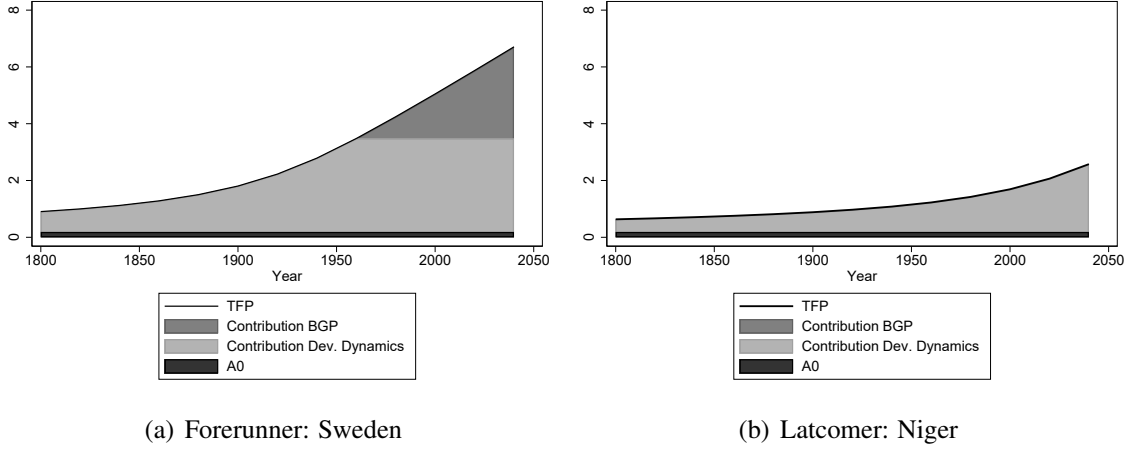 8
6
4
2
0
1800 1850 1900 1950 2000 2050
Year
TFP
Contribution BGP
Contribution Dev. Dynamics
A0
(a) Forerunner: Sweden
8
6
4
2
0
1800 1850 1900 1950 2000 2050
Year
TFP
Contribution BGP
Contribution Dev. Dynamics
A0
(b) Latcomer: Niger